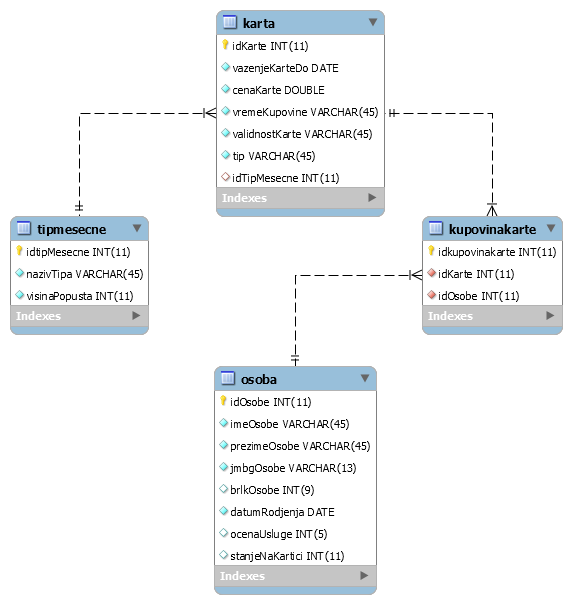 karta
idKarte INT(11)
vazenjeKarteDo DATE
cenaKarte DOUBLE
vremeKupovine VARCHAR(45)
validnostKarte VARCHAR(45)
tip VARCHAR(45)
idTipMesecne INT(11)
Indexes
tipmesecne
idtipMesecne INT(11)
nazivTipa VARCHAR(45)
visinaPopusta INT(11)
Indexes
kupovinakarte
idkupovinakarte INT(11)
idKarte INT(11)
idOsobe INT(11)
Indexes
osoba
idOsobe INT(11)
imeOsobe VARCHAR(45)
prezimeOsobe VARCHAR(45)
jmbgOsobe VARCHAR(13)
brlkOsobe INT(9)
datumRodjenja DATE
ocenaUsluge INT(5)
stanjeNaKartici INT(11)
Indexes